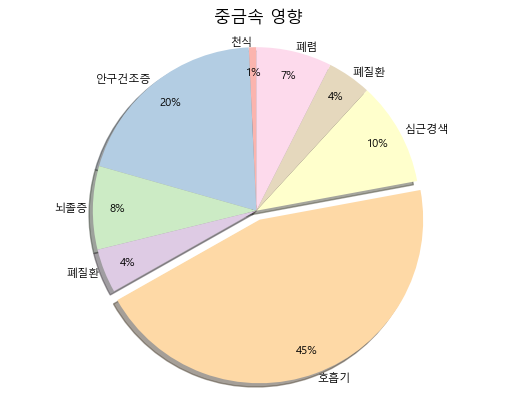 중금속 영향
천식
1%
폐렴
7%
폐질환
4%
심근경색
10%
안구건조증
20%
뇌졸증
8%
폐질환
4%
45%
호흡기